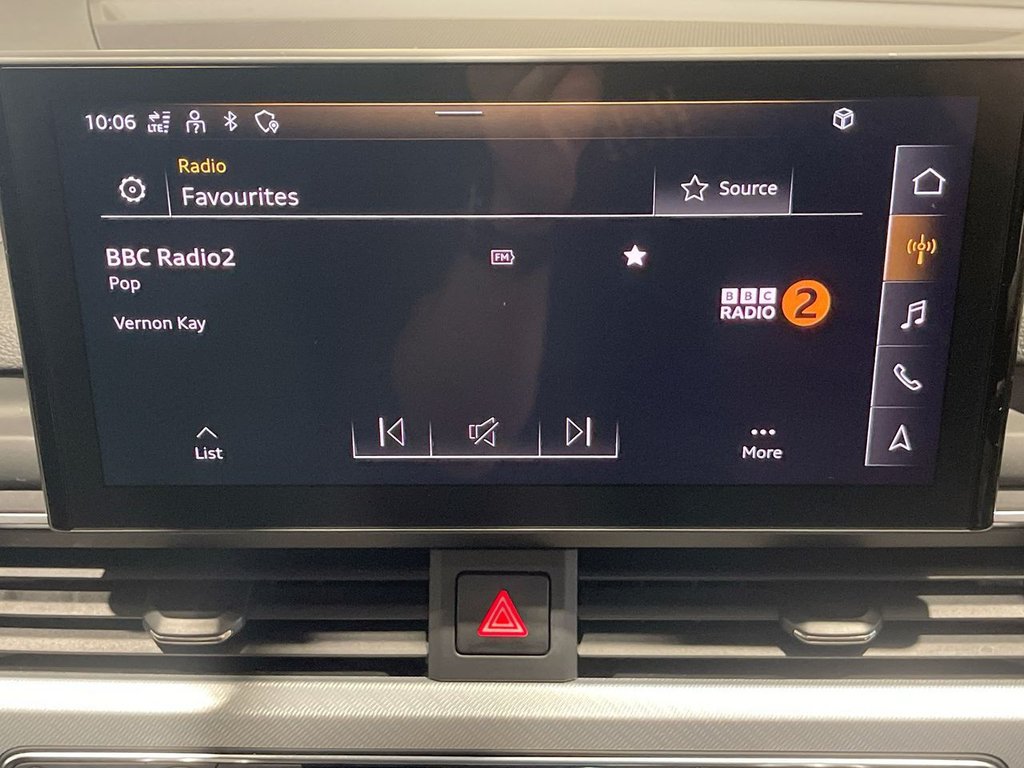 10:06 LTE ?
Radio
Favourites
Source
BBC Radio2
FM
Pop
Vernon Kay
BBC
RADIO 2
List
More